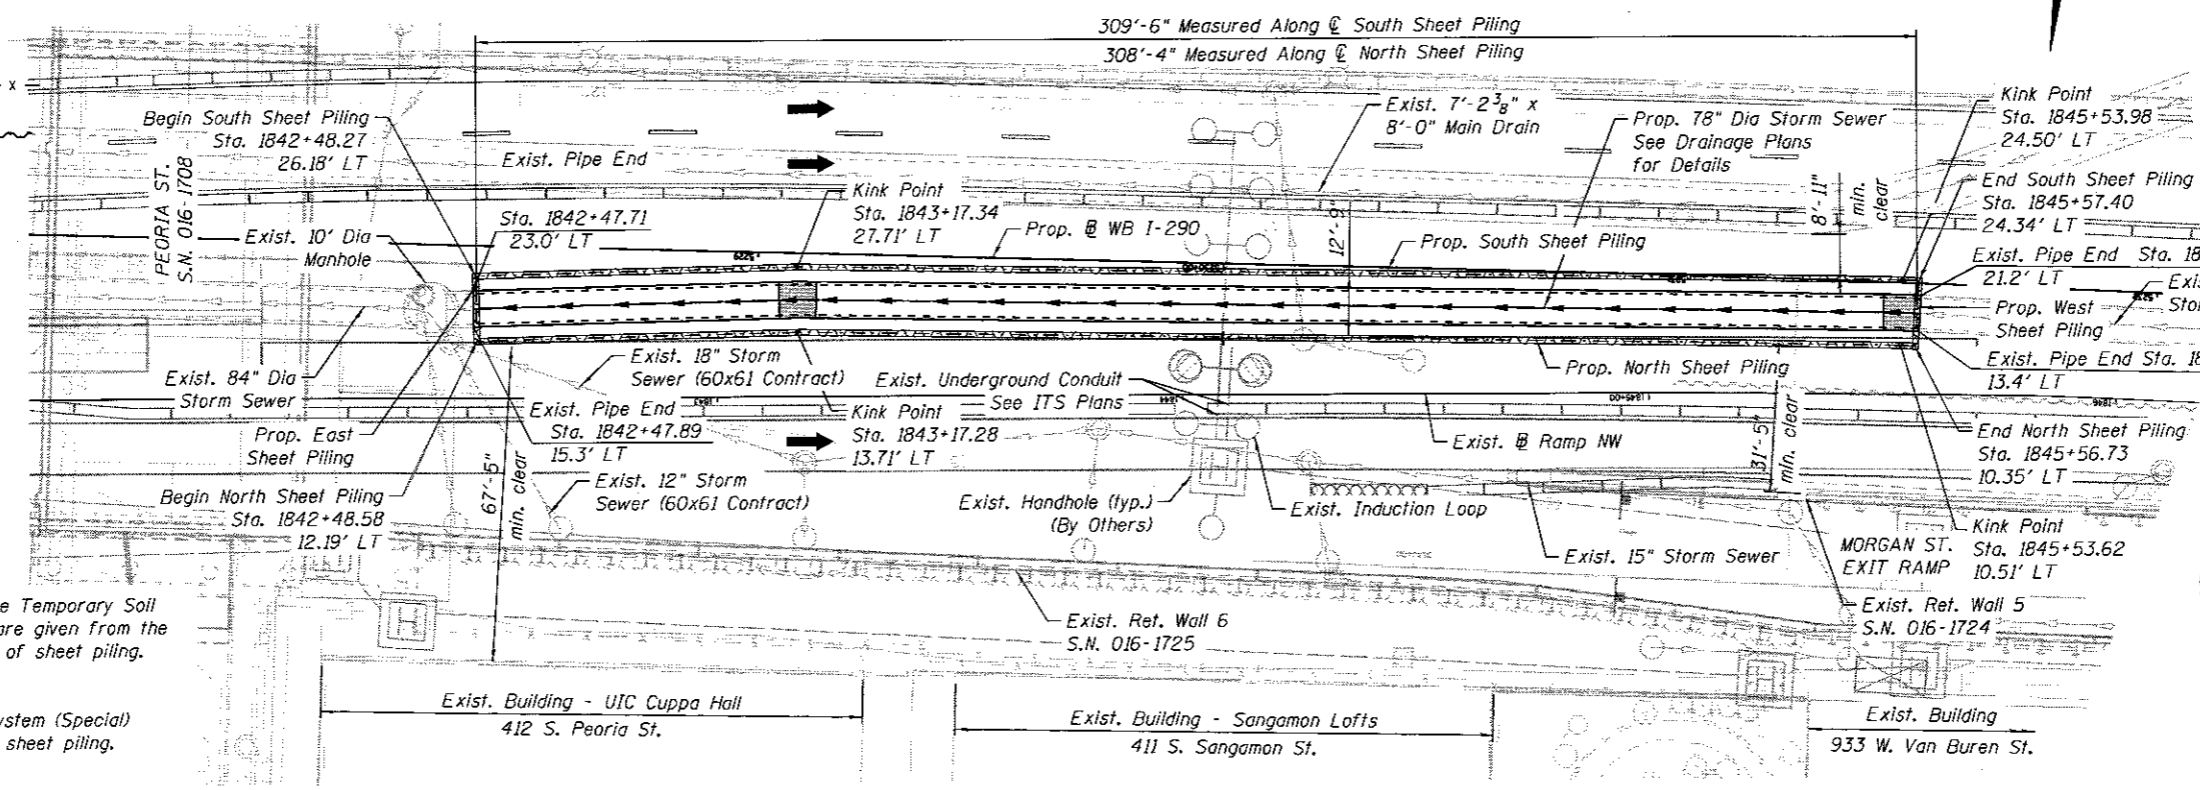 309'-6" Measured Along ℄ South Sheet Piling
308'-4" Measured Along ℄ North Sheet Piling
x
Begin South Sheet Piling
Sta. 1842+48.27
26.18' LT
PEORIA ST.
S.N. 016-1708
Exist. Pipe End
Sta. 1842+47.71
23.0' LT
Exist. 10' Dia
Manhole
Kink Point
Sta. 1843+17.34
27.71' LT
Prop. ⅊ WB I-290
12'-9"
Exist. 7'-2 3/8" x
8'-0" Main Drain
Prop. 78" Dia Storm Sewer
See Drainage Plans
for Details
Prop. South Sheet Piling
8'-11"
min.
clear
Kink Point
Sta. 1845+53.98
24.50' LT
End South Sheet Piling
Sta. 1845+57.40
24.34' LT
Exist. Pipe End Sta. 18
21.2' LT
Exis
Sto
Prop. West
Sheet Piling
Exist. Pipe End Sta. 18
13.4' LT
Exist. 84" Dia
Storm Sewer
Prop. East
Sheet Piling
Begin North Sheet Piling
Sta. 1842+48.58
12.19' LT
67'-5"
min. clear
Exist. 18" Storm
Sewer (60x61 Contract)
Exist. Pipe End
Sta. 1842+47.89
15.3' LT
Exist. 12" Storm
Sewer (60x61 Contract)
Kink Point
Sta. 1843+17.28
13.71' LT
Exist. Underground Conduit
See ITS Plans
1843
1844
1845+00
1846
Prop. North Sheet Piling
Exist. ⅊ Ramp NW
31'-5"
min. clear
Exist. Handhole (typ.)
(By Others)
Exist. Induction Loop
Exist. 15" Storm Sewer
End North Sheet Piling
Sta. 1845+56.73
10.35' LT
Kink Point
Sta. 1845+53.62
10.51' LT
MORGAN ST.
EXIT RAMP
Exist. Ret. Wall 5
S.N. 016-1724
Exist. Ret. Wall 6
S.N. 016-1725
e Temporary Soil
are given from the
of sheet piling.
ystem (Special)
sheet piling.
Exist. Building - UIC Cuppa Hall
412 S. Peoria St.
Exist. Building - Sangamon Lofts
411 S. Sangamon St.
Exist. Building
933 W. Van Buren St.